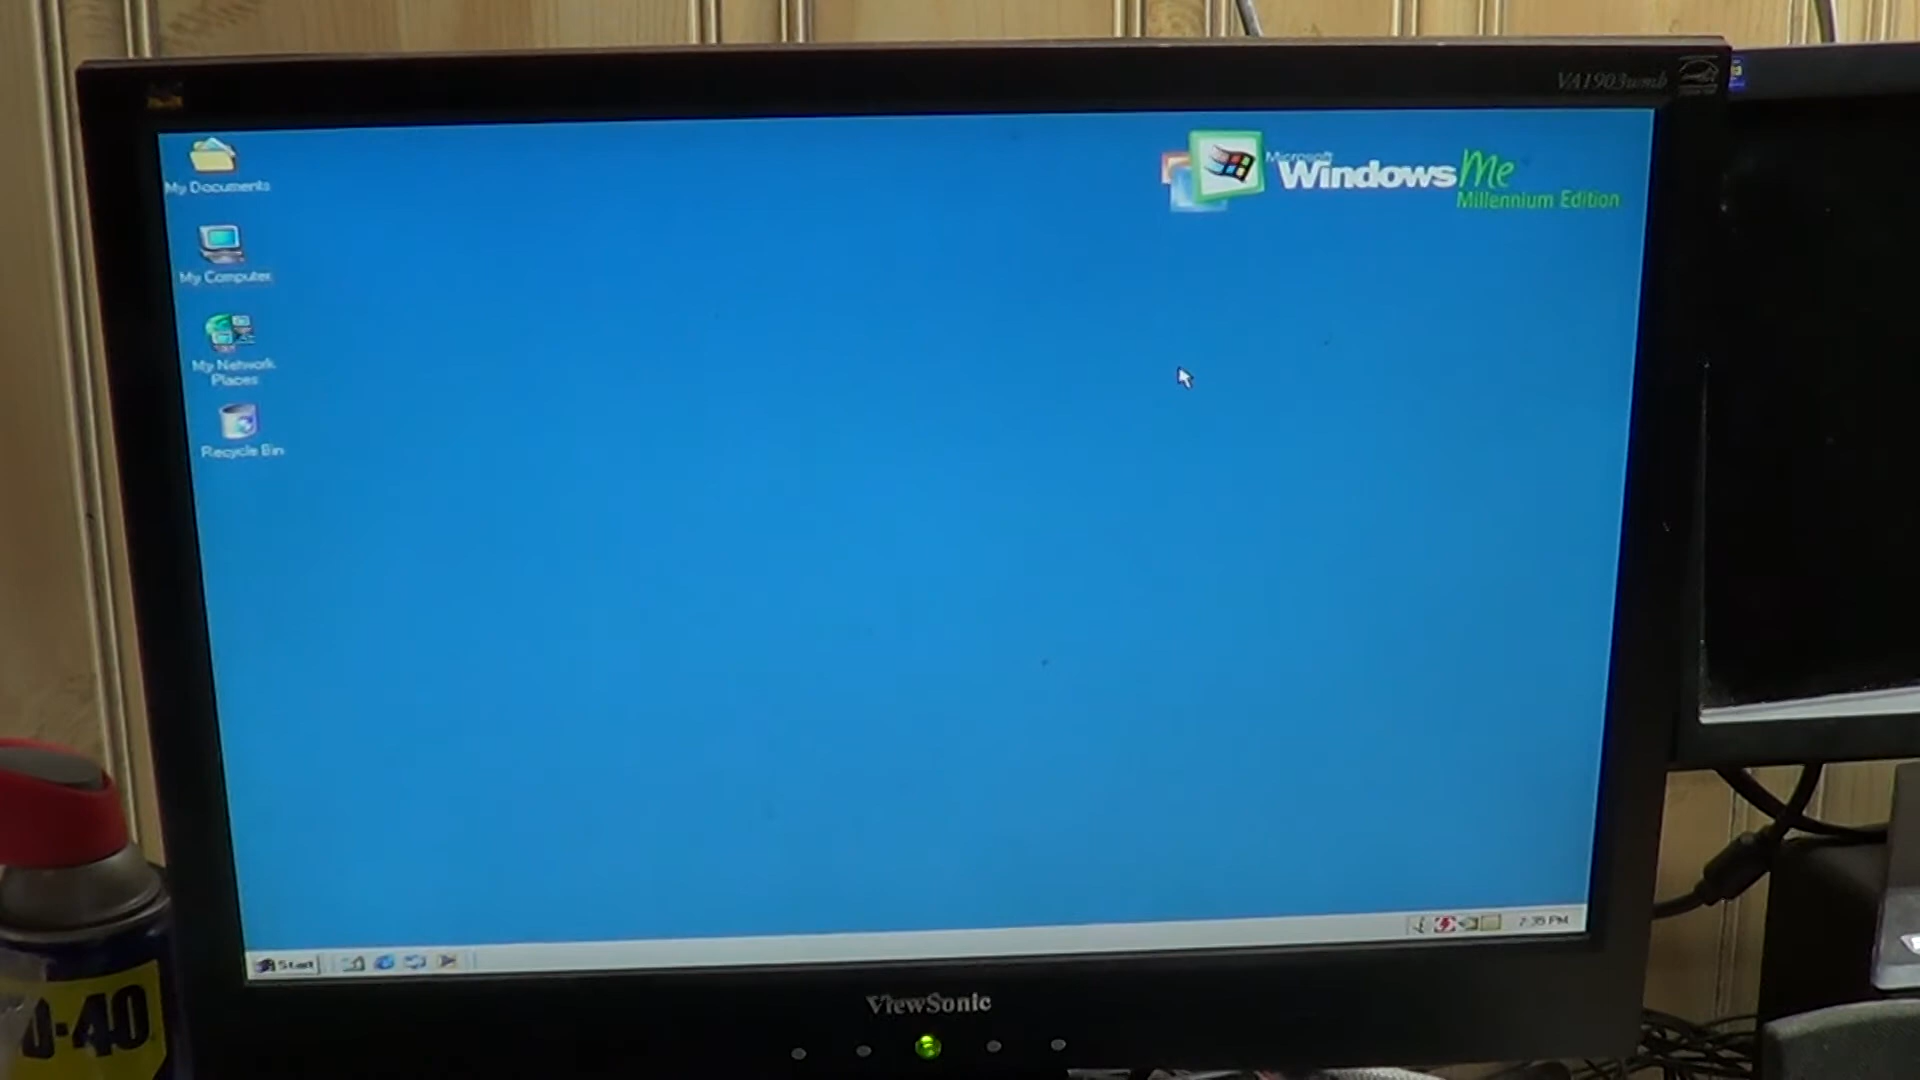 VA1903wmb
My Documents
Microsoft
Windows Me
Millennium Edition
My Computer
My Network
Places
Recycle Bin
Start
2:35 PM
ViewSonic
D-40